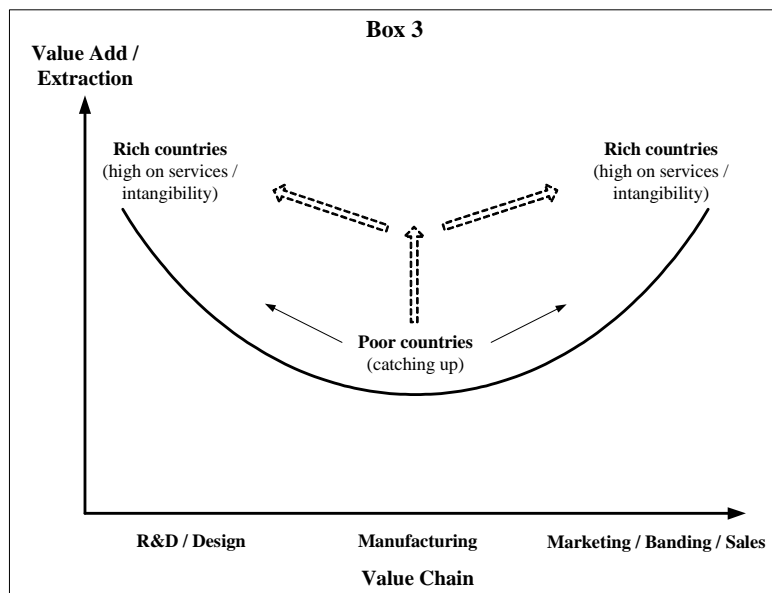 Box 3
Value Add /
Extraction
Rich countries
(high on services /
intangibility)
Rich countries
(high on services /
intangibility)
Poor countries
(catching up)
R&D / Design
Manufacturing
Marketing / Banding / Sales
Value Chain